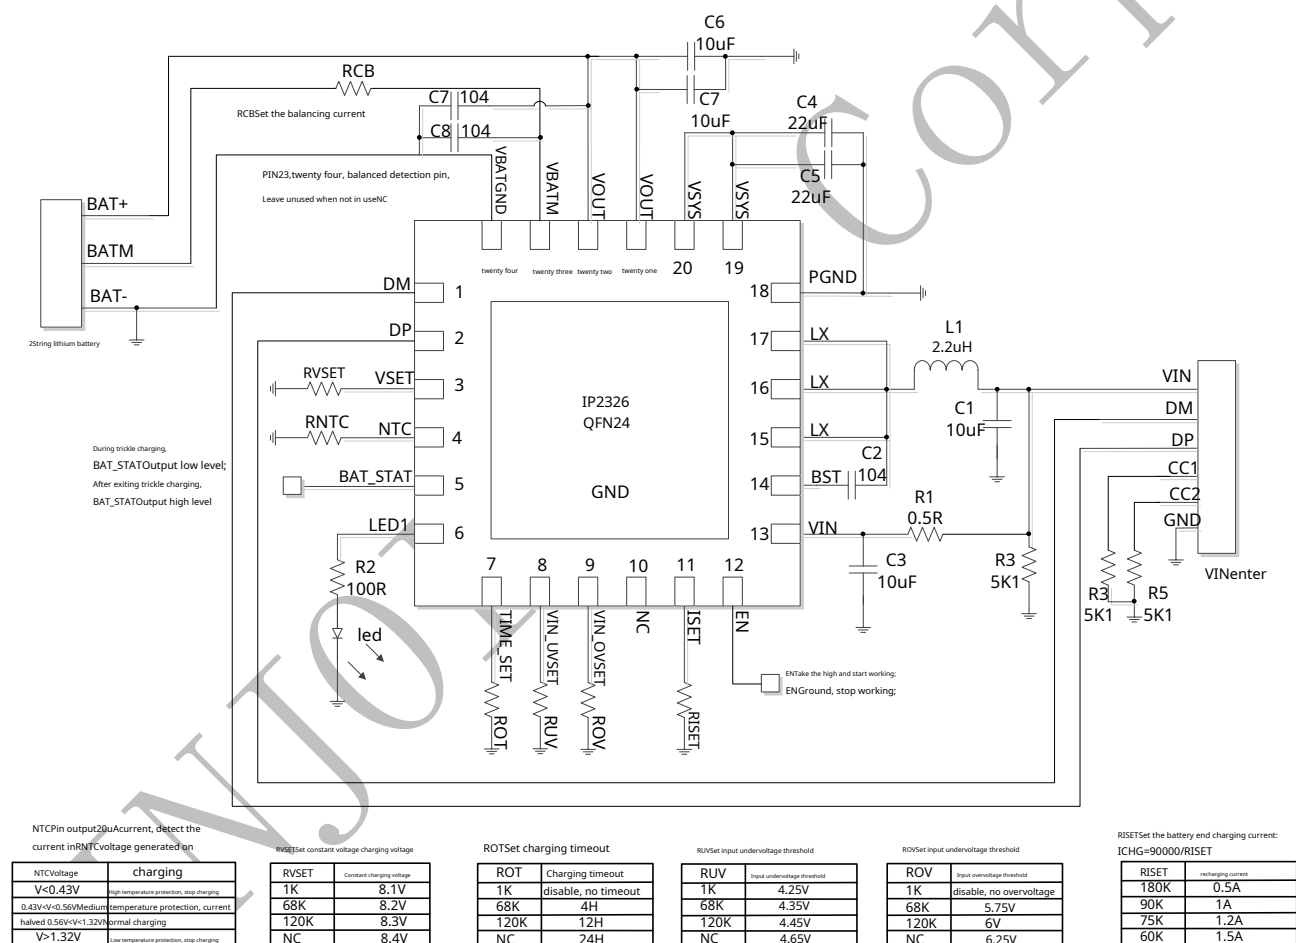 C6
10uF
RCB
C7 104
C7
10uF
C4
22uF
RCBSet the balancing current
C8 104
PIN23,twenty four, balanced detection pin,
Leave unused when not in useNC
C5
22uF
VBATGND
VBATM
VOUT
VOUT
VSYS
VSYS
BAT+
BATM
BAT-
2String lithium battery
twenty four
twenty three
twenty two
twenty one
20
19
DM
1
DP
2
RVSET
VSET
3
RNTC
NTC
4
BAT_STAT
5
LED1
6
During trickle charging,
BAT_STATOutput low level;
After exiting trickle charging,
BAT_STATOutput high level
IP2326
QFN24
GND
18
PGND
17
LX
16
LX
15
LX
14
BST
13
VIN
L1
2.2uH
C1
10uF
C2
104
R1
0.5R
C3
10uF
R3
5K1
VIN
DM
DP
CC1
CC2
GND
VINenter
R3
5K1
R5
5K1
R2
100R
led
7
8
9
10
11
12
TIME_SET
VIN_UVSET
VIN_OVSET
NC
ISET
EN
ROT
RUV
ROV
RISET
ENTake the high and start working;
ENGround, stop working;
INJO
Corp
NTCPin output20uAcurrent, detect the
current inRNTCvoltage generated on
NTCVoltage charging
V<0.43V High temperature protection, stop charging
0.43V<V<0.56VMedium temperature protection, current
halved 0.56V<V<1.32VNormal charging
V>1.32V Low temperature protection, stop charging
RVSETSet constant voltage charging voltage
RVSET Constant charging voltage
1K 8.1V
68K 8.2V
120K 8.3V
NC 8.4V
ROTSet charging timeout
ROT Charging timeout
1K disable, no timeout
68K 4H
120K 12H
NC 24H
RUVSet input undervoltage threshold
RUV Input undervoltage threshold
1K 4.25V
68K 4.35V
120K 4.45V
NC 4.65V
ROVSet input undervoltage threshold
ROV Input overvoltage threshold
1K disable, no overvoltage
68K 5.75V
120K 6V
NC 6.25V
RISETSet the battery end charging current:
ICHG=90000/RISET
RISET recharging current
180K 0.5A
90K 1A
75K 1.2A
60K 1.5A